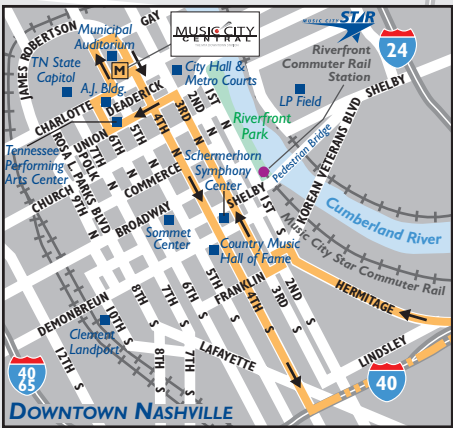 JAMES ROBERTSON
Municipal
Auditorium
GAY
MUSIC CITY
CENTRAL
MUSIC CITY
STAR
24
TN State
Capitol
M
City Hall &
Metro Courts
Riverfront
Commuter Rail
Station
A.J. Bldg.
LP Field
SHELBY
CHARLOTTE
DEADERICK
UNION
ROSA L. PARKS BLVD
POLK
6TH N
5TH N
4TH N
3RD N
2ND N
1ST N
Riverfront
Park
Tennessee
Performing
Arts Center
Schermerhorn
Symphony
Center
Pedestrian Bridge
KOREAN VETERANS BLVD
CHURCH
9TH N
COMMERCE
SHELBY
1ST S
Cumberland River
BROADWAY
Sommet
Center
Country Music
Hall of Fame
Music City Star Commuter Rail
DEMONBREUN
10TH S
8TH S
7TH S
6TH S
5TH S
FRANKLIN
4TH S
3RD S
2ND S
HERMITAGE
Clement
Landport
LAFAYETTE
LINDSLEY
12TH S
8TH S
7TH S
40
65
40
DOWNTOWN NASHVILLE